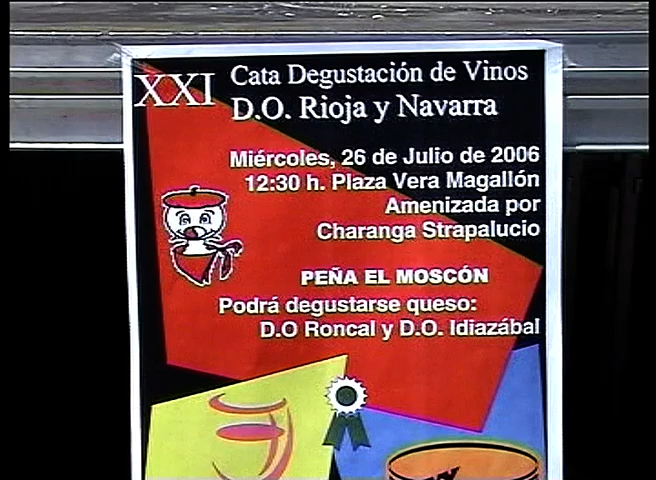 XXI Cata Degustación de Vinos
D.O. Rioja y Navarra
Miércoles, 26 de Julio de 2006
12:30 h. Plaza Vera Magallón
Amenizada por
Charanga Strapalucio
PEÑA EL MOSCÓN
Podrá degustarse queso:
D.O Roncal y D.O. Idiazábal